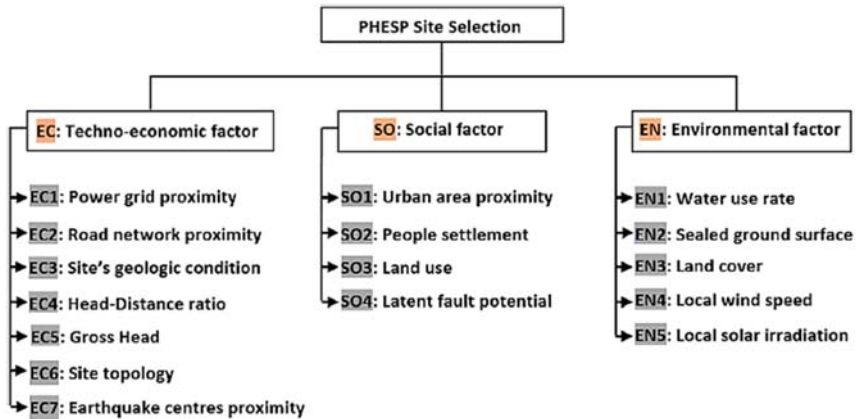 PHESP Site Selection
EC: Techno-economic factor
EC1: Power grid proximity
EC2: Road network proximity
EC3: Site's geologic condition
EC4: Head-Distance ratio
EC5: Gross Head
EC6: Site topology
EC7: Earthquake centres proximity
SO: Social factor
SO1: Urban area proximity
SO2: People settlement
SO3: Land use
SO4: Latent fault potential
EN: Environmental factor
EN1: Water use rate
EN2: Sealed ground surface
EN3: Land cover
EN4: Local wind speed
EN5: Local solar irradiation